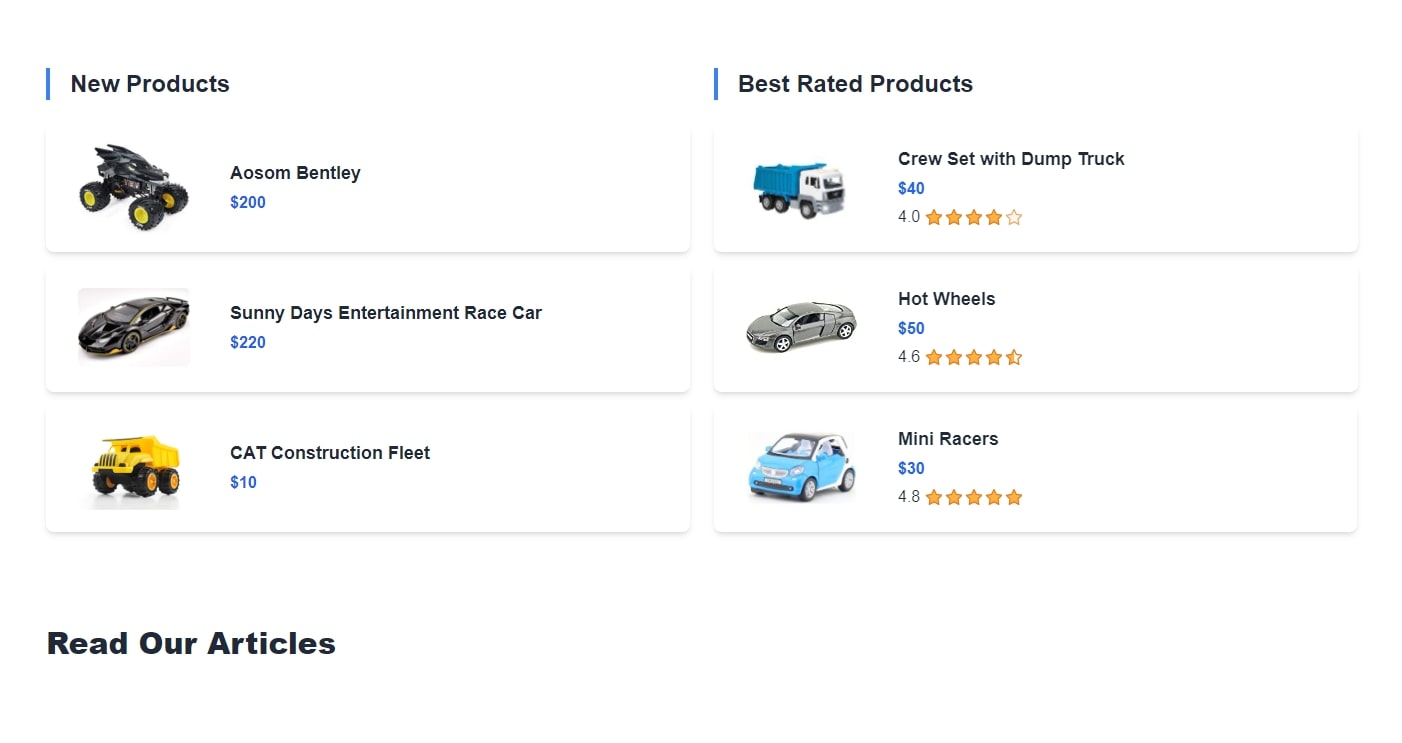 New Products
Aosom Bentley
$200
Sunny Days Entertainment Race Car
$220
CAT Construction Fleet
$10
Best Rated Products
Crew Set with Dump Truck
$40
4.0
Hot Wheels
$50
4.6
Mini Racers
$30
4.8
Read Our Articles